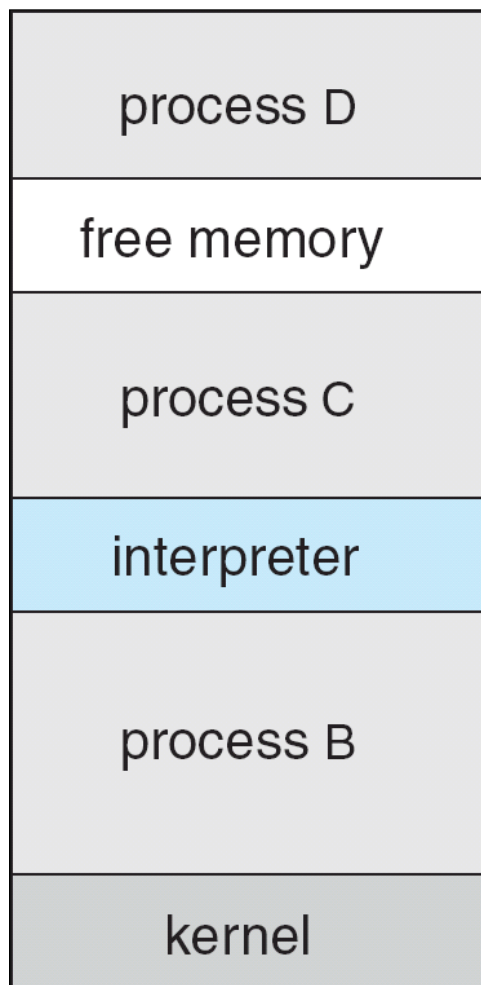 process D
free memory
process C
interpreter
process B
kernel